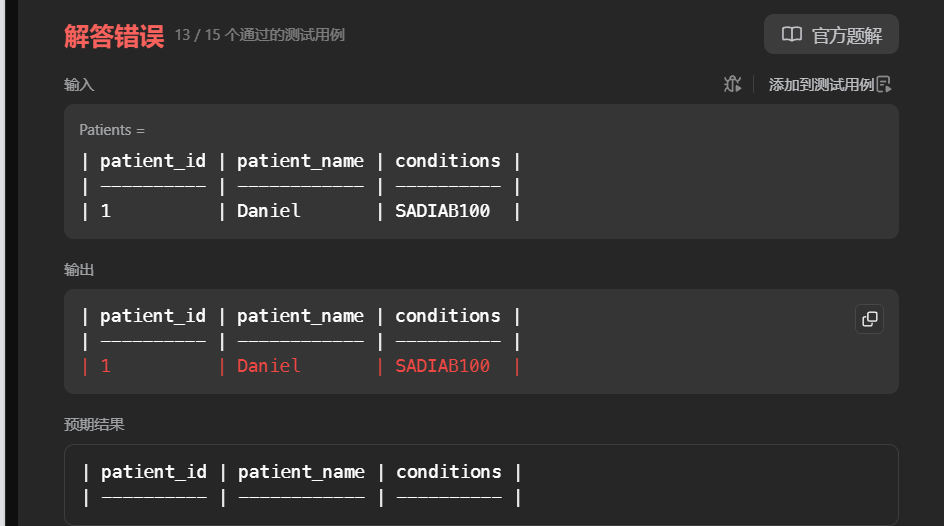 解答错误 13 / 15 个通过的测试用例 官方题解
输入 添加到测试用例
Patients =
| patient_id | patient_name | conditions |
| ---------- | ------------ | ---------- |
| 1          | Daniel       | SADIAB100  |
输出
| patient_id | patient_name | conditions |
| ---------- | ------------ | ---------- |
| 1          | Daniel       | SADIAB100  |
预期结果
| patient_id | patient_name | conditions |
| ---------- | ------------ | ---------- |